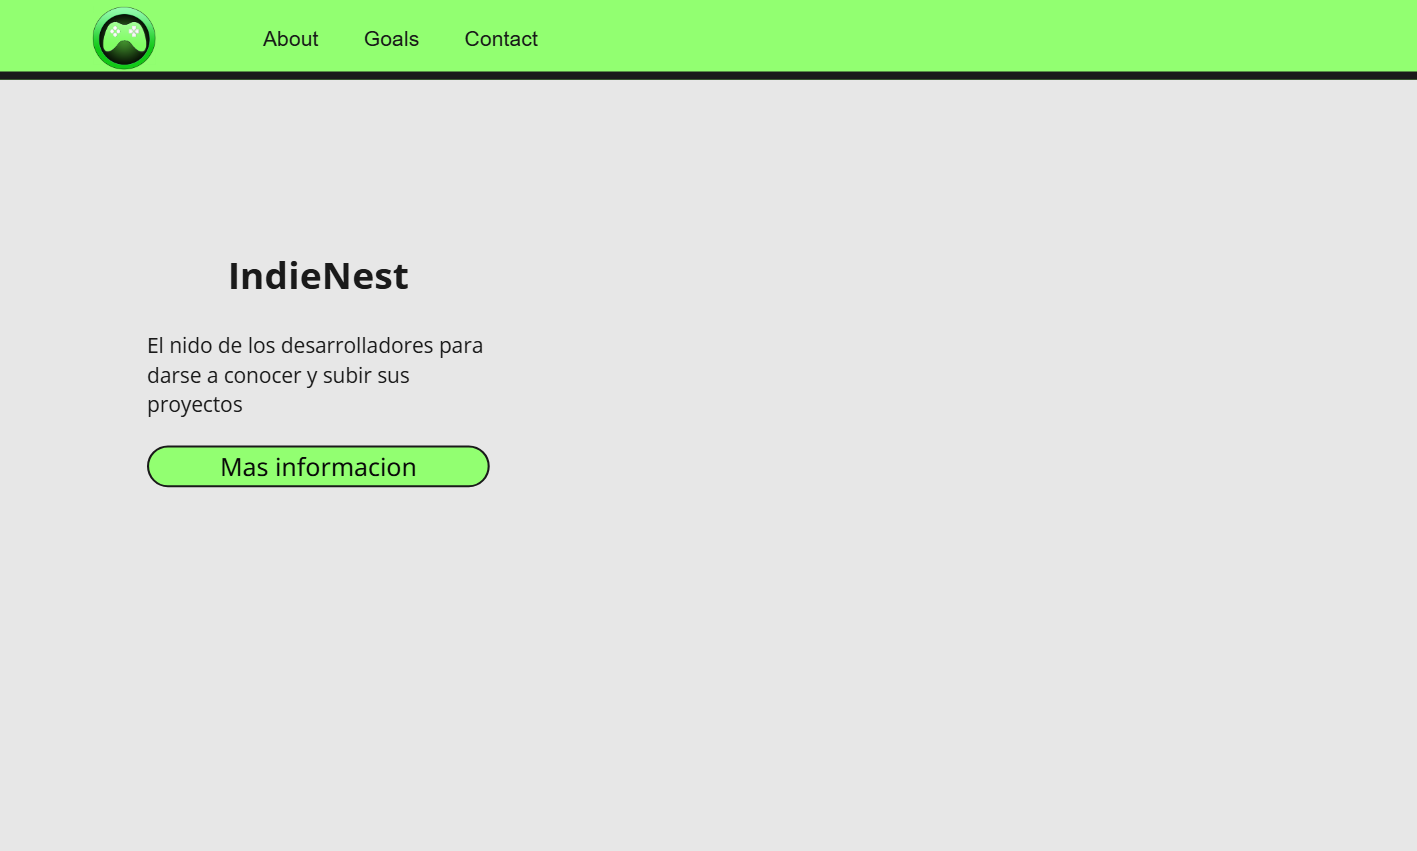 About Goals Contact
IndieNest
El nido de los desarrolladores para
darse a conocer y subir sus
proyectos
Mas informacion